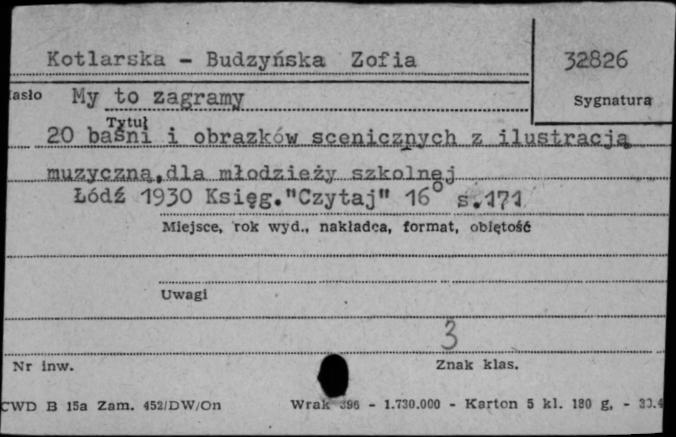 Kotlarska - Budzyńska Zofia
32826
asło My to zagramy
Sygnatura
Tytuł
20 baśni i obrazków scenicznych z ilustracją
muzyczną,dla młodzieży szkolnej
Łódź 1930 Księg."Czytaj" 16° s.171
Miejsce, rok wyd., nakładca, format, objętość
Uwagi
3
Nr inw.
Znak klas.
CWD B 15a Zam. 452/DW/On
Wrak 396 - 1.730.000 - Karton 5 kl. 180 g, -